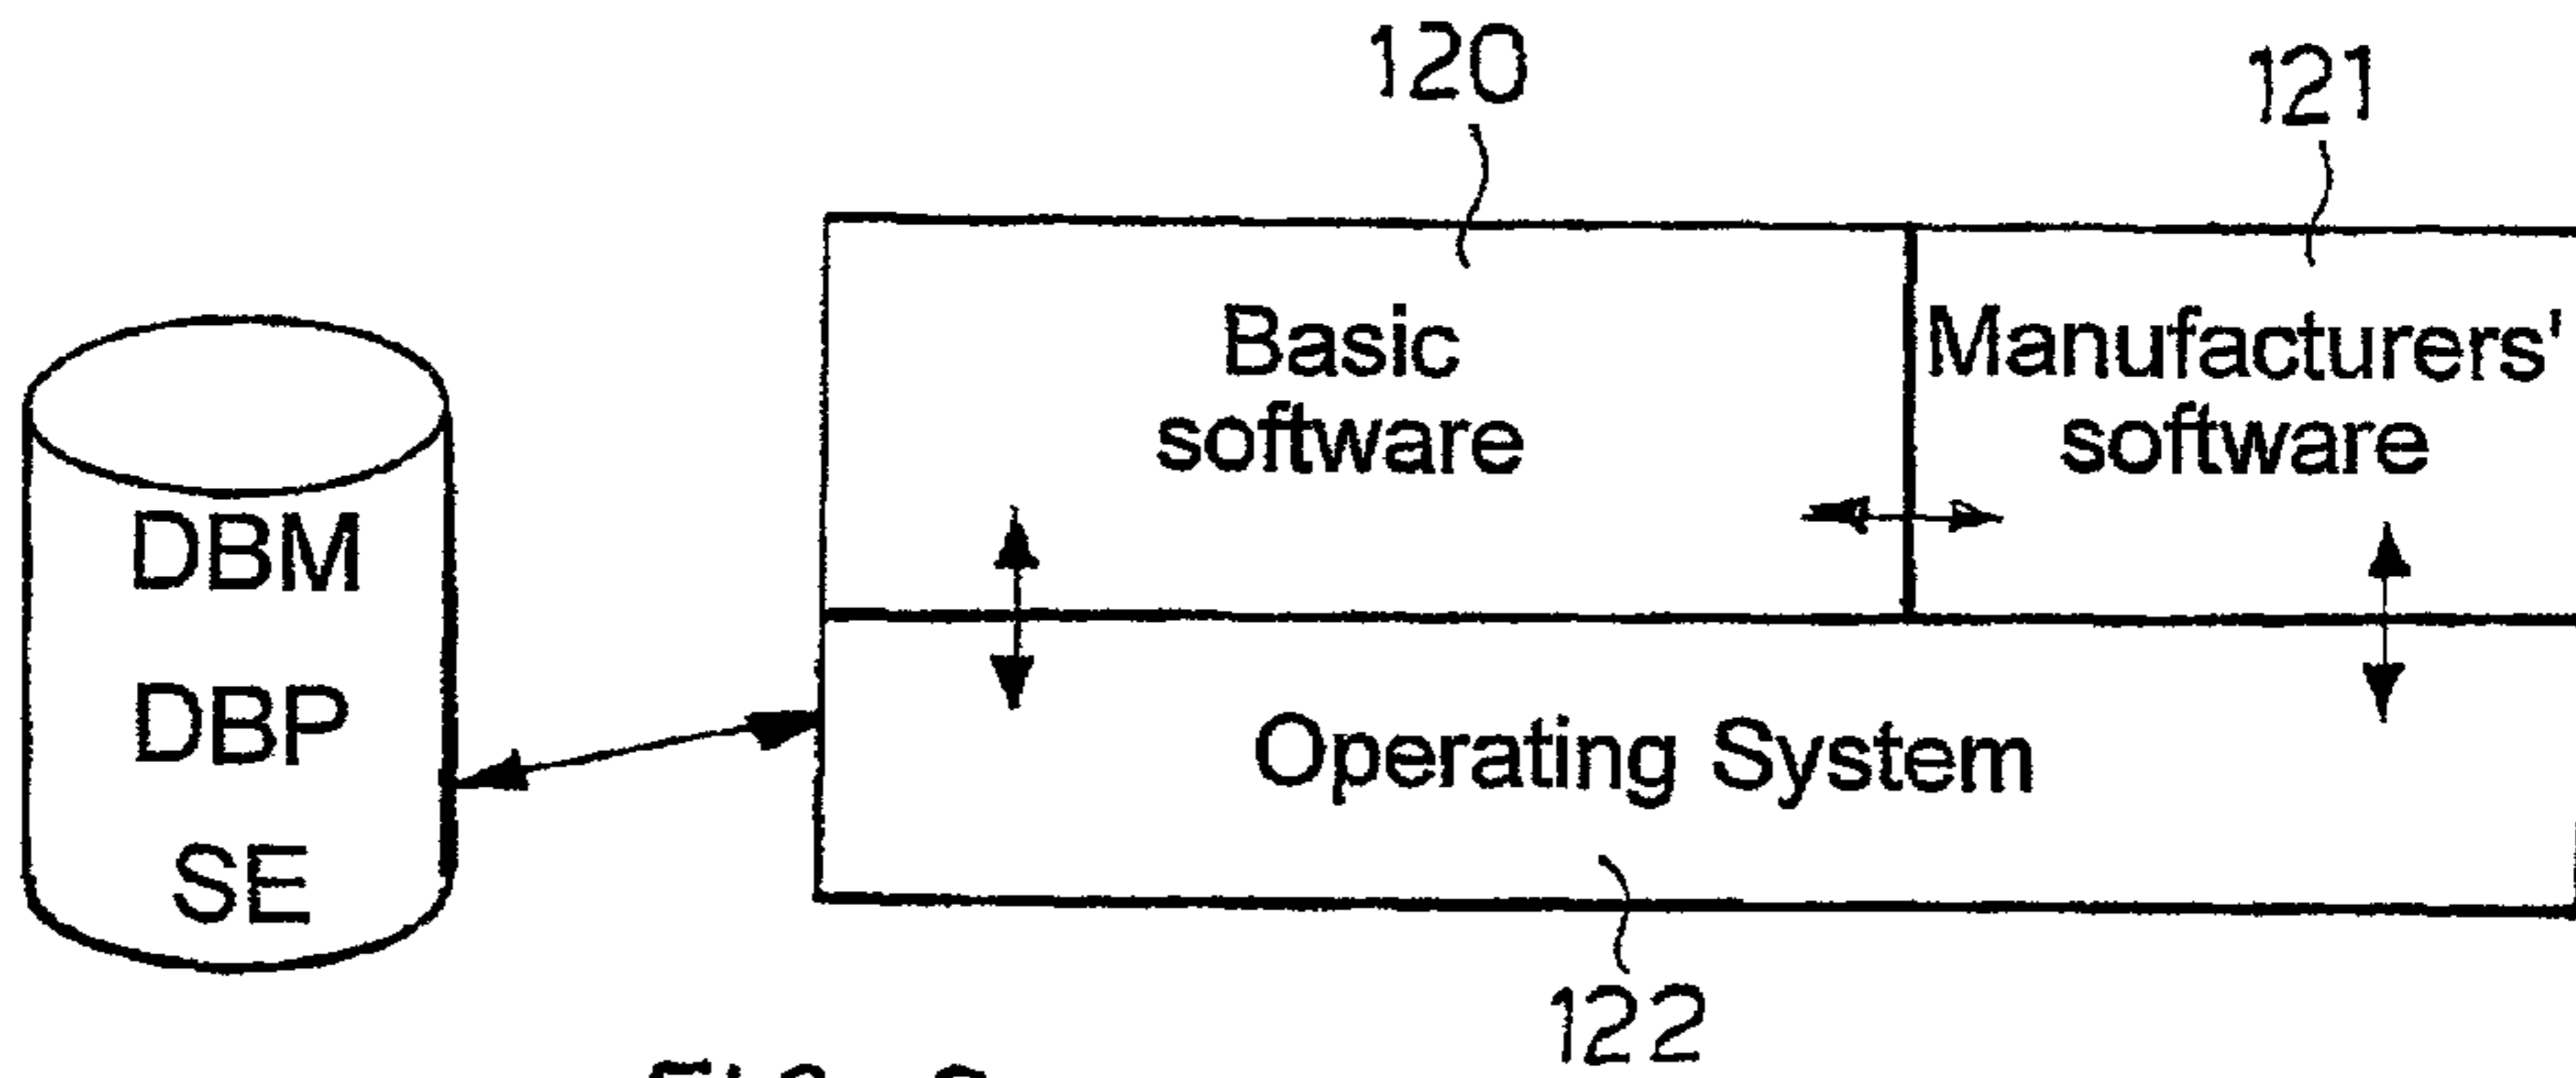 120
121
Basic
software
Manufacturers'
software
DBM
DBP
SE
Operating System
122